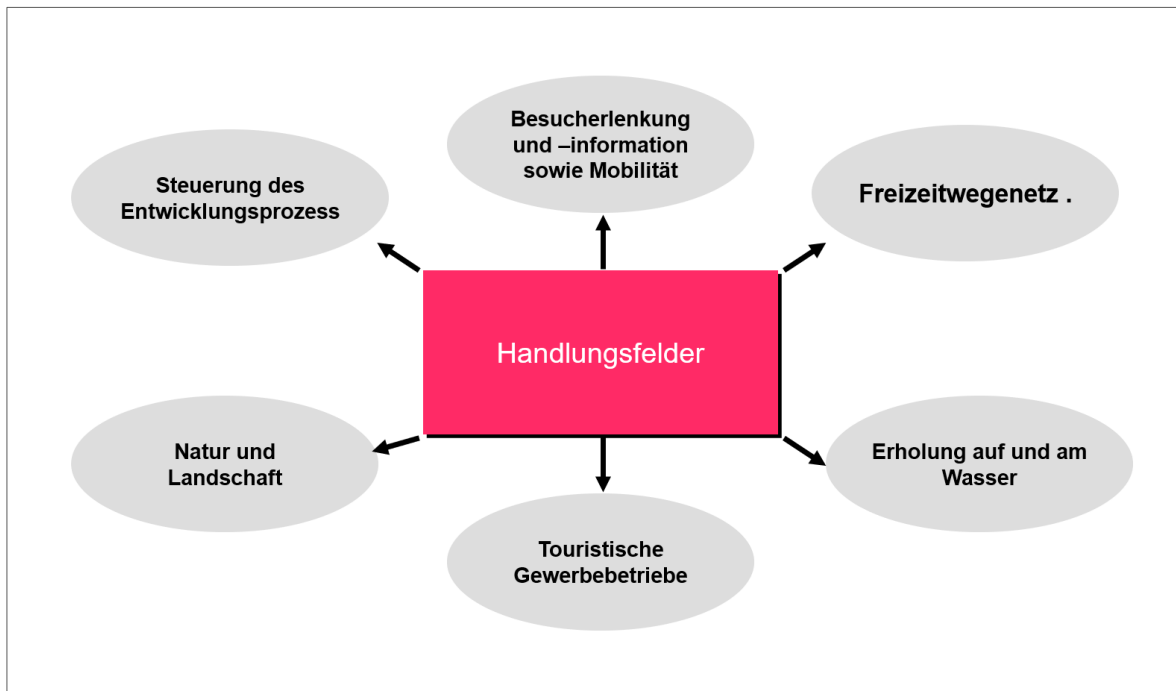 Besucherlenkung
und –information
sowie Mobilität
Steuerung des
Entwicklungsprozess
Freizeitwegenetz .
Handlungsfelder
Natur und
Landschaft
Erholung auf und am
Wasser
Touristische
Gewerbebetriebe